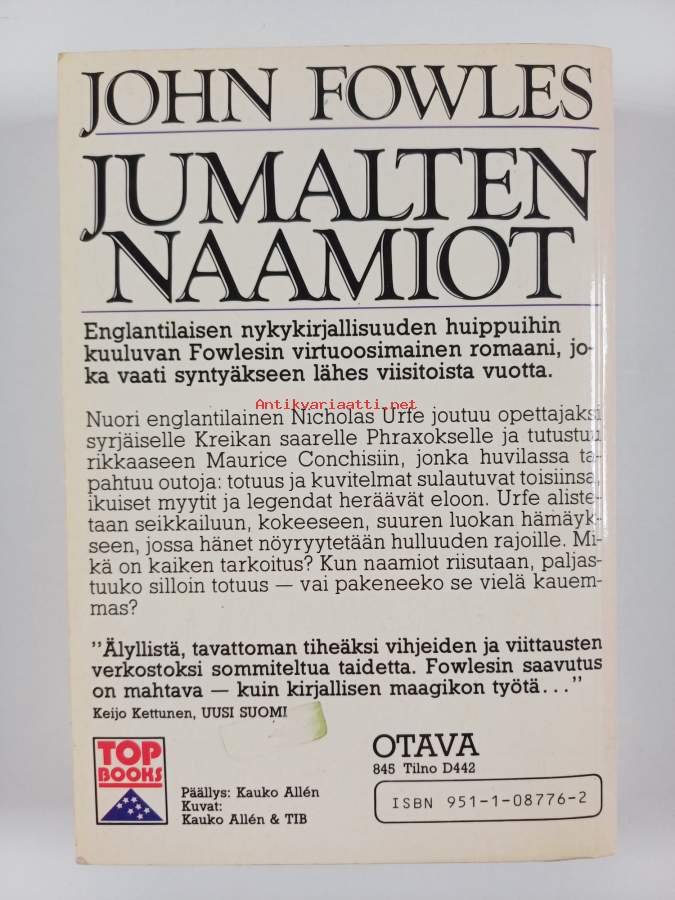 JOHN FOWLES
JUMALTEN
NAAMIOT
Englantilaisen nykykirjallisuuden huippuihin
kuuluvan Fowlesin virtuoosimainen romaani, jo-
ka vaati syntyäkseen lähes viisitoista vuotta.
Antikvariaatti.net
Nuori englantilainen Nicholas Urfe joutuu opettajaksi
syrjäiselle Kreikan saarelle Phraxokselle ja tutustuu
rikkaaseen Maurice Conchisiin, jonka huvilassa ta-
pahtuu outoja: totuus ja kuvitelmat sulautuvat toisiinsa,
ikuiset myytit ja legendat heräävät eloon. Urfe aliste-
taan seikkailuun, kokeeseen, suuren luokan hämäyk-
seen, jossa hänet nöyryytetään hulluuden rajoille. Mi-
kä on kaiken tarkoitus? Kun naamiot riisutaan, paljas-
tuuko silloin totuus — vai pakeneeko se vielä kauem-
mas?
"Älyllistä, tavattoman tiheäksi vihjeiden ja viittausten
verkostoksi sommiteltua taidetta. Fowlesin saavutus
on mahtava — kuin kirjallisen maagikon työtä..."
Keijo Kettunen, UUSI SUOMI
TOP
BOOKS
Päällys: Kauko Allén
Kuvat:
Kauko Allén & TIB
OTAVA
845 Tilno D442
ISBN 951-1-08776-2